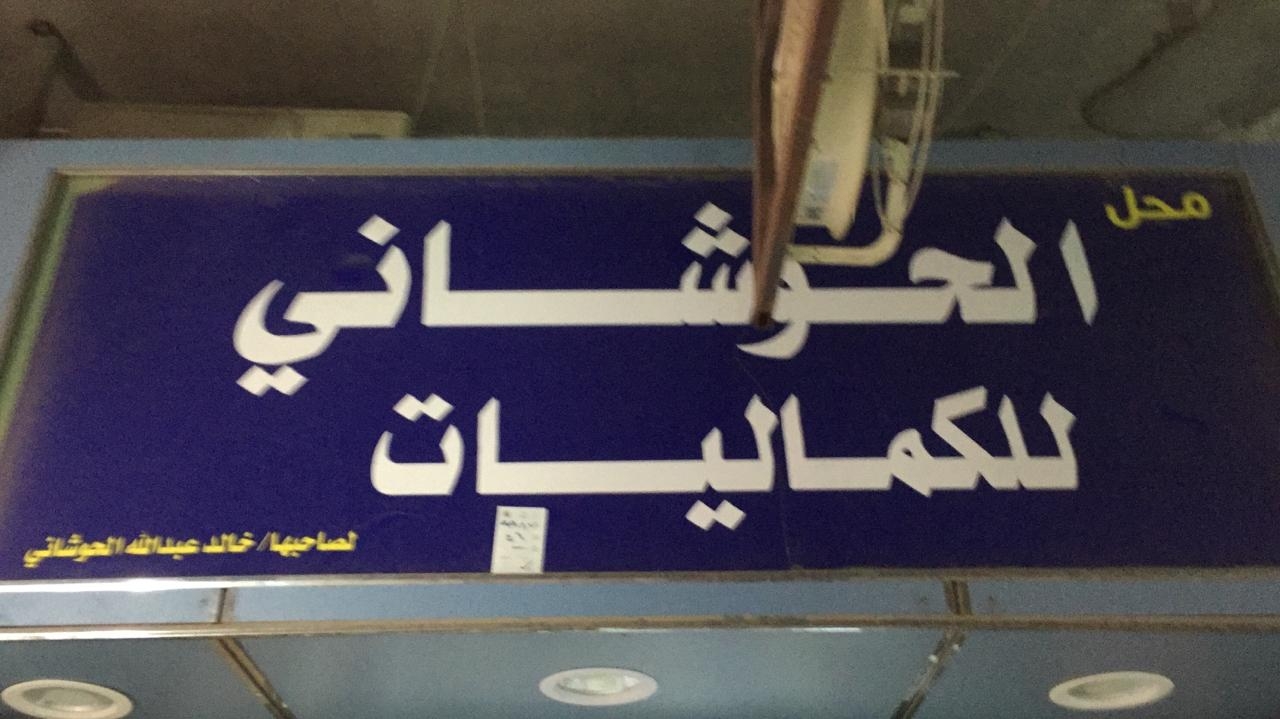 محل
الحوشاني
للكماليات
لصاحبها/ خالد عبدالله الحوشاني